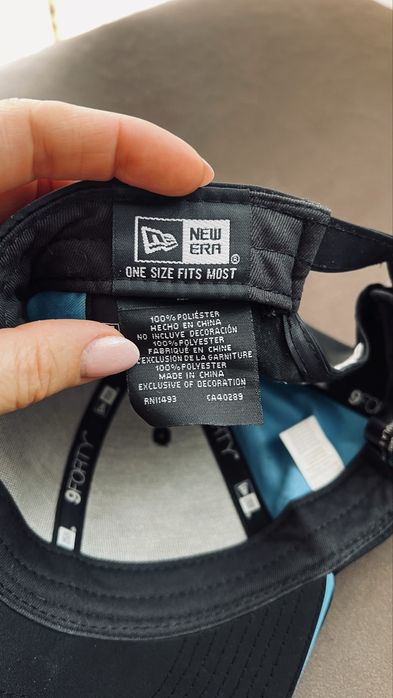 NEW
ERA®
ONE SIZE FITS MOST
100% POLIÉSTER
HECHO EN CHINA
NO INCLUYE DECORACIÓN
100% POLYESTER
FABRIQUÉ EN CHINE
EXCLUSION DE LA GARNITURE
100% POLYESTER
MADE IN CHINA
EXCLUSIVE OF DECORATION
RN11493 CA40289
9FORTY
9FORTY
9FORTY